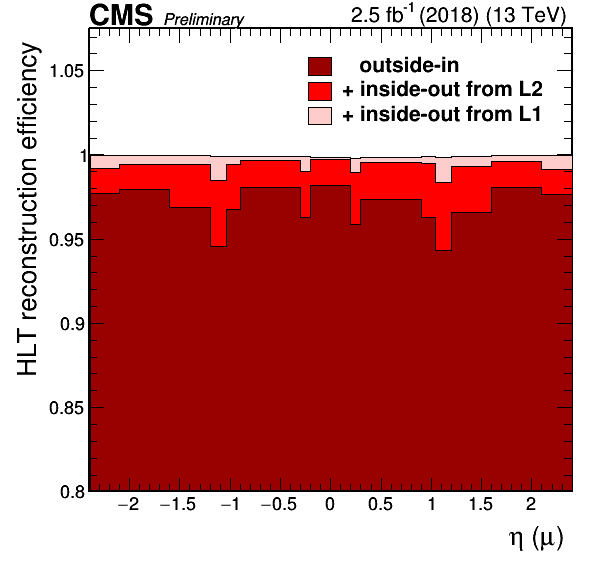 CMS Preliminary 2.5 fb⁻¹ (2018) (13 TeV)
HLT reconstruction efficiency
outside-in
+ inside-out from L2
+ inside-out from L1
1.05
1
0.95
0.9
0.85
0.8
−2 −1.5 −1 −0.5 0 0.5 1 1.5 2
η (μ)